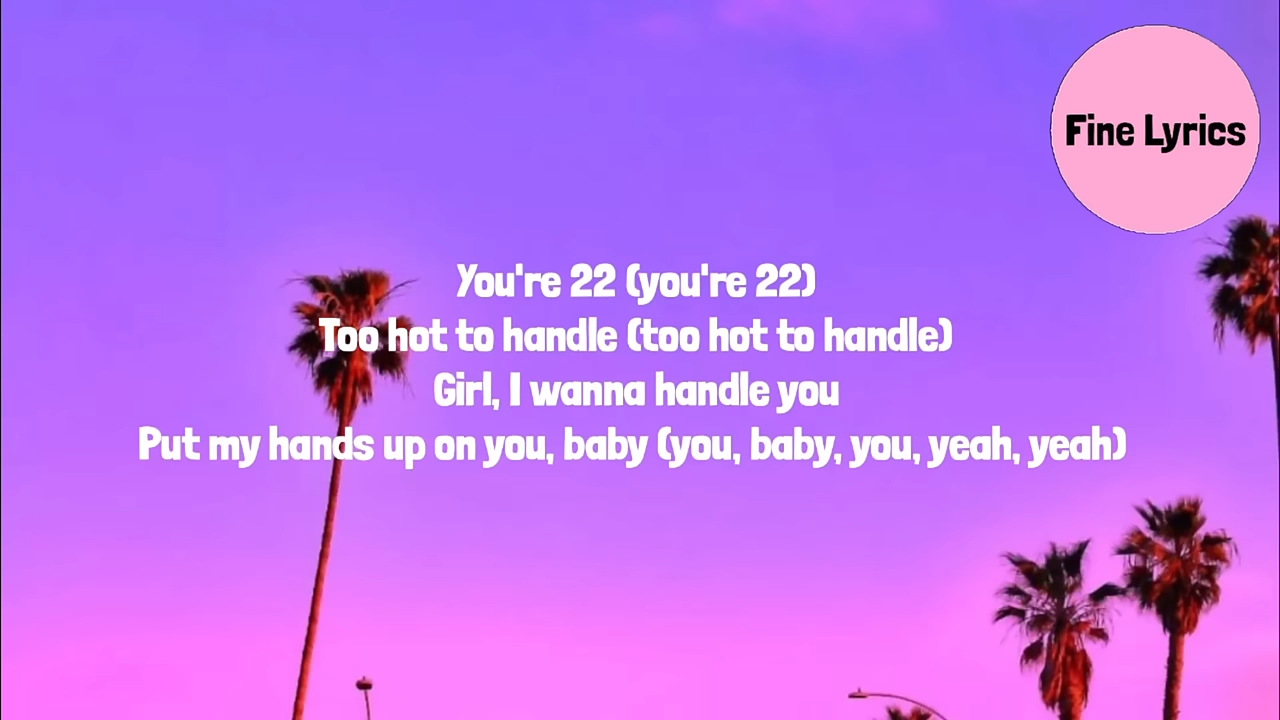 Fine Lyrics
You're 22 (you're 22)
Too hot to handle (too hot to handle)
Girl, I wanna handle you
Put my hands up on you, baby (you, baby, you, yeah, yeah)